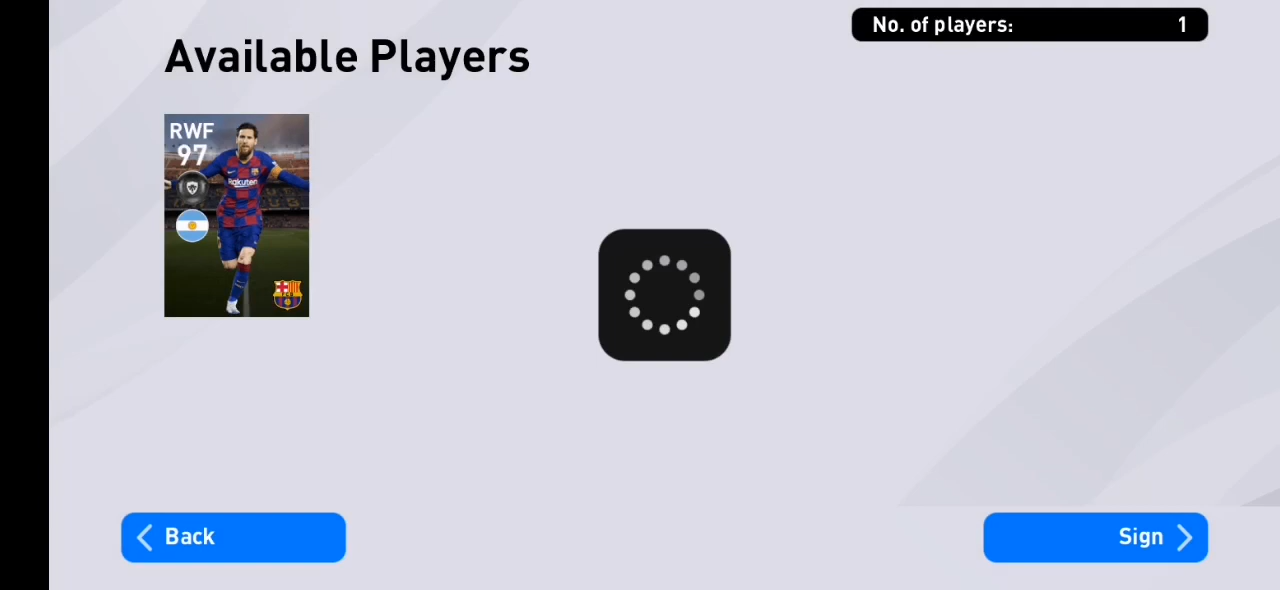 No. of players: 1
Available Players
RWF
97
Rakuten
Back
Sign